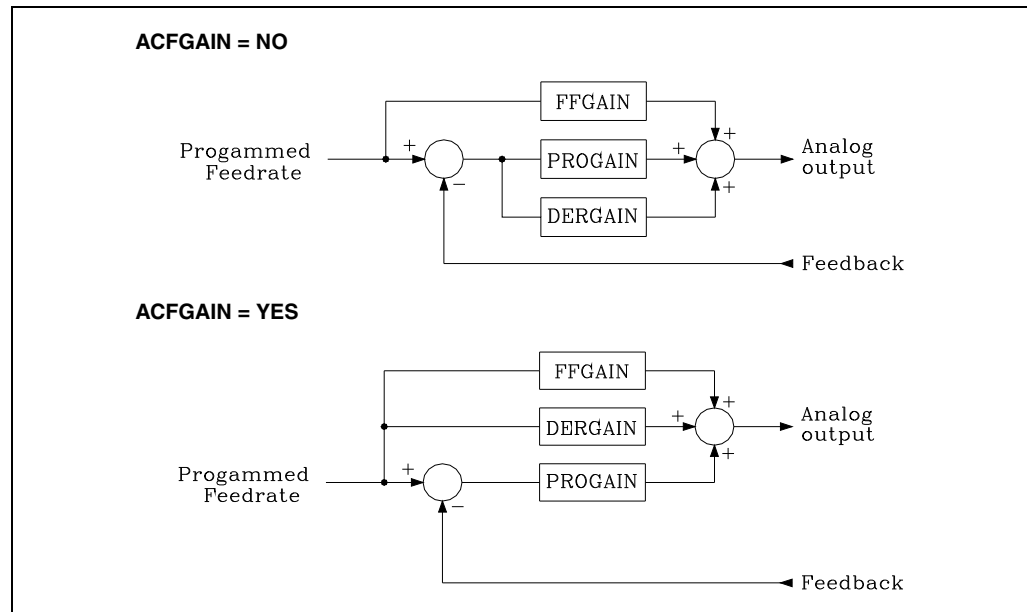 ACFGAIN = NO
FFGAIN
+
Progammed
Feedrate
+
−
PROGAIN
+
Analog
output
DERGAIN
+
Feedback
ACFGAIN = YES
FFGAIN
+
DERGAIN
+
Analog
output
+
Progammed
Feedrate
+
−
PROGAIN
Feedback